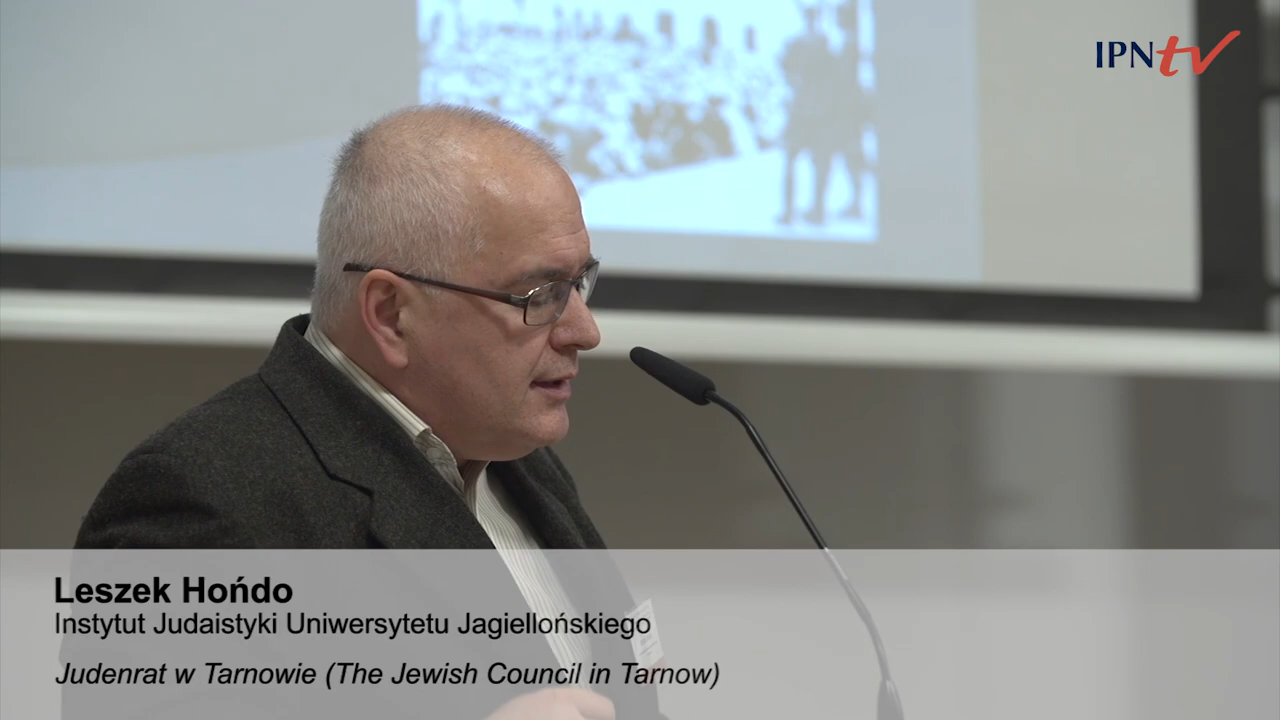 IPNtv
Leszek Hońdo
Instytut Judaistyki Uniwersytetu Jagiellońskiego
Judenrat w Tarnowie (The Jewish Council in Tarnow)